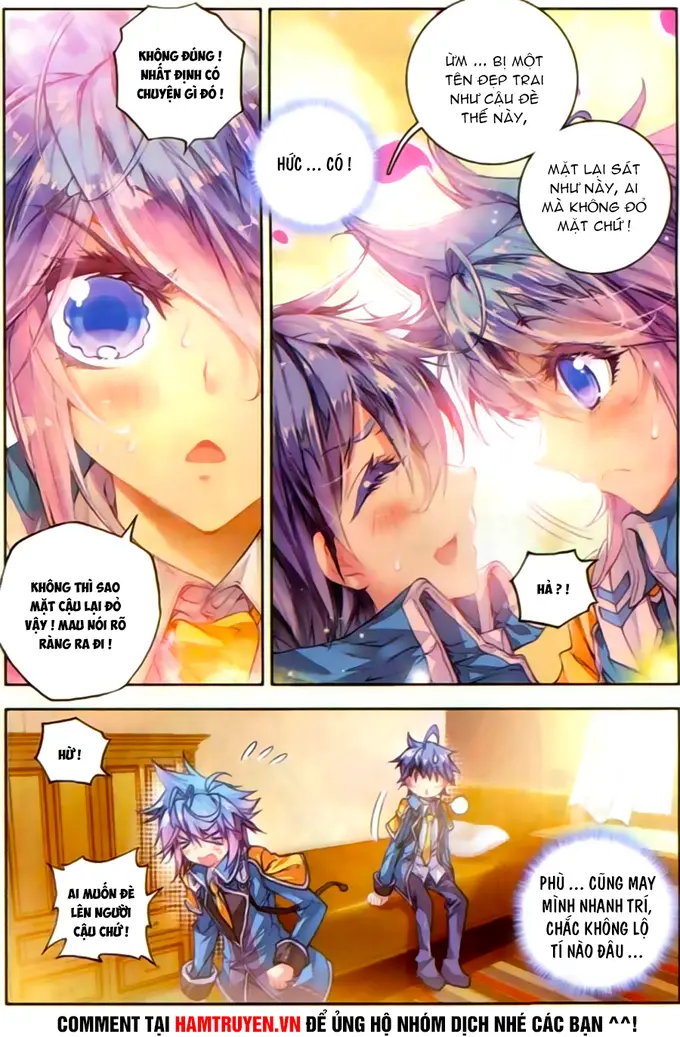 KHÔNG ĐÚNG !
NHẤT ĐỊNH CÓ
CHUYỆN GÌ ĐÓ !
KHÔNG THÌ SAO
MẶT CẬU LẠI ĐỎ
VẬY ! MAU NÓI RÕ
RÀNG RA ĐI !
HỨC ... CÓ !
ỪM ... BỊ MỘT
TÊN ĐẸP TRAI
NHƯ CẬU ĐÈ
THẾ NÀY,
MẶT LẠI SÁT
NHƯ NÀY, AI
MÀ KHÔNG ĐỎ
MẶT CHỨ !
HẢ ? !
HỪ !
AI MUỐN ĐÈ
LÊN NGƯỜI
CẬU CHỨ !
PHÙ ... CŨNG MAY
MÌNH NHANH TRÍ,
CHẮC KHÔNG LỘ
TÍ NÀO ĐÂU ...
COMMENT TẠI HAMTRUYEN.VN ĐỂ ỦNG HỘ NHÓM DỊCH NHÉ CÁC BẠN ^^!